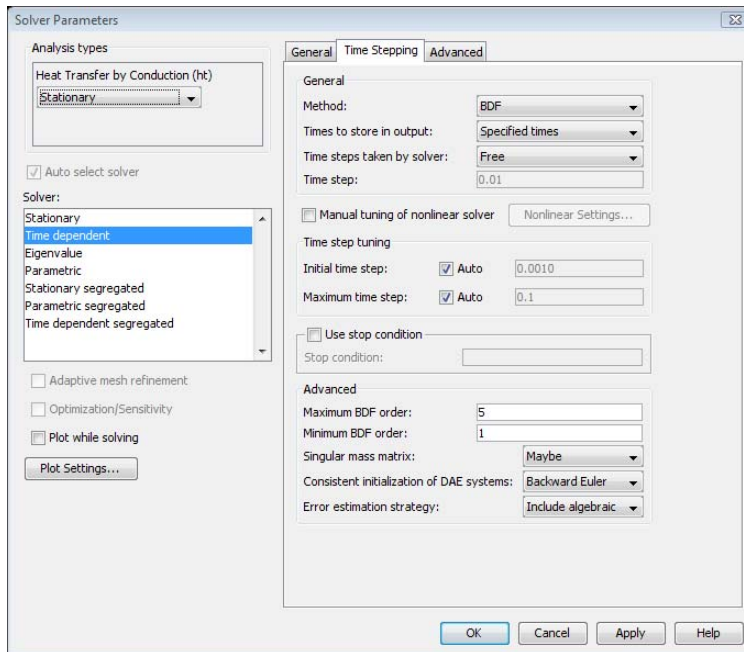 Solver Parameters
Analysis types
Heat Transfer by Conduction (ht)
Stationary
Auto select solver
Solver:
Stationary
Time dependent
Eigenvalue
Parametric
Stationary segregated
Parametric segregated
Time dependent segregated
Adaptive mesh refinement
Optimization/Sensitivity
Plot while solving
Plot Settings...
General Time Stepping Advanced
General
Method: BDF
Times to store in output: Specified times
Time steps taken by solver: Free
Time step: 0.01
Manual tuning of nonlinear solver Nonlinear Settings...
Time step tuning
Initial time step: Auto 0.0010
Maximum time step: Auto 0.1
Use stop condition
Stop condition:
Advanced
Maximum BDF order: 5
Minimum BDF order: 1
Singular mass matrix: Maybe
Consistent initialization of DAE systems: Backward Euler
Error estimation strategy: Include algebraic
OK Cancel Apply Help